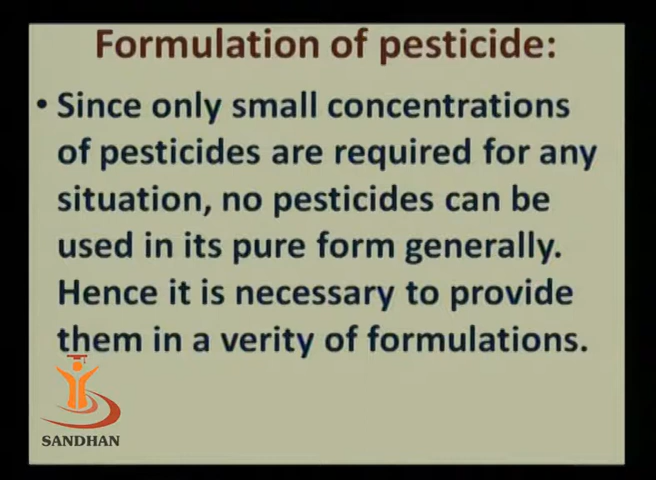 Formulation of pesticide:
• Since only small concentrations
of pesticides are required for any
situation, no pesticides can be
used in its pure form generally.
Hence it is necessary to provide
them in a verity of formulations.
SANDHAN